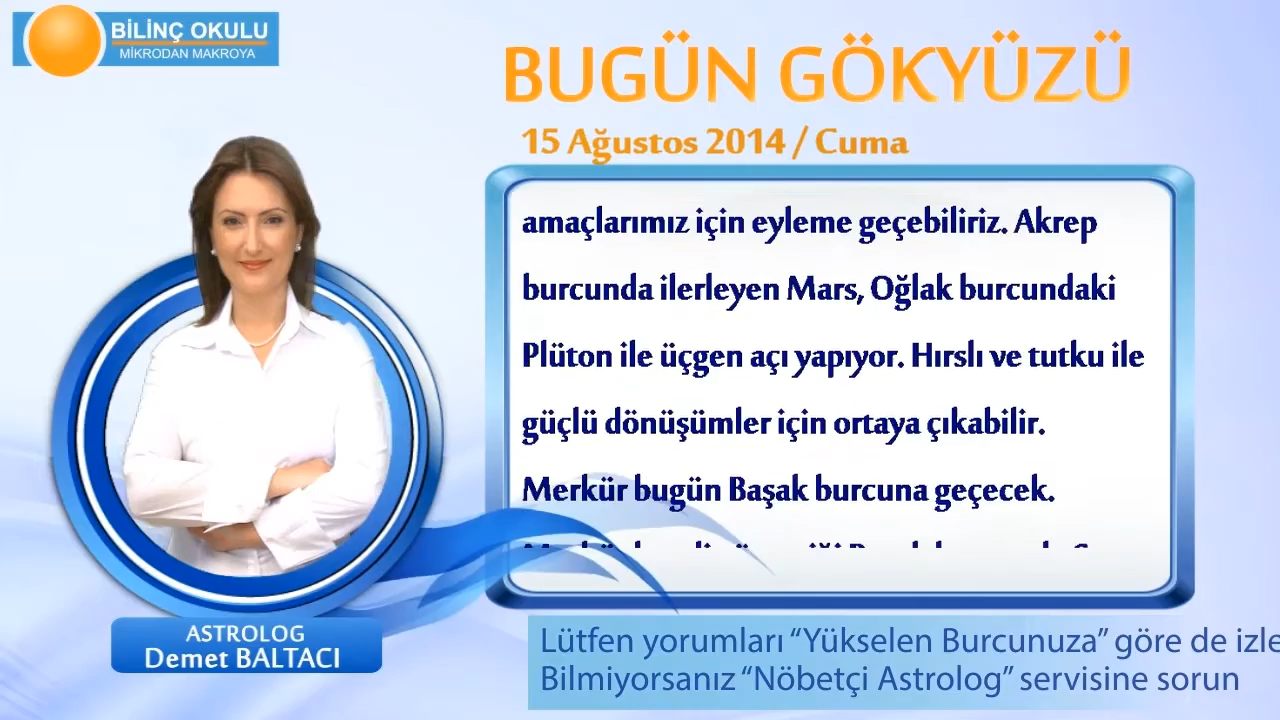 BİLİNÇ OKULU
MİKRODAN MAKROYA
BUGÜN GÖKYÜZÜ
15 Ağustos 2014 / Cuma
amaçlarımız için eyleme geçebiliriz. Akrep
burcunda ilerleyen Mars, Oğlak burcundaki
Plüton ile üçgen açı yapıyor. Hırslı ve tutku ile
güçlü dönüşümler için ortaya çıkabilir.
Merkür bugün Başak burcuna geçecek.
ASTROLOG
Demet BALTACI
Lütfen yorumları “Yükselen Burcunuza” göre de izle
Bilmiyorsanız “Nöbetçi Astrolog” servisine sorun